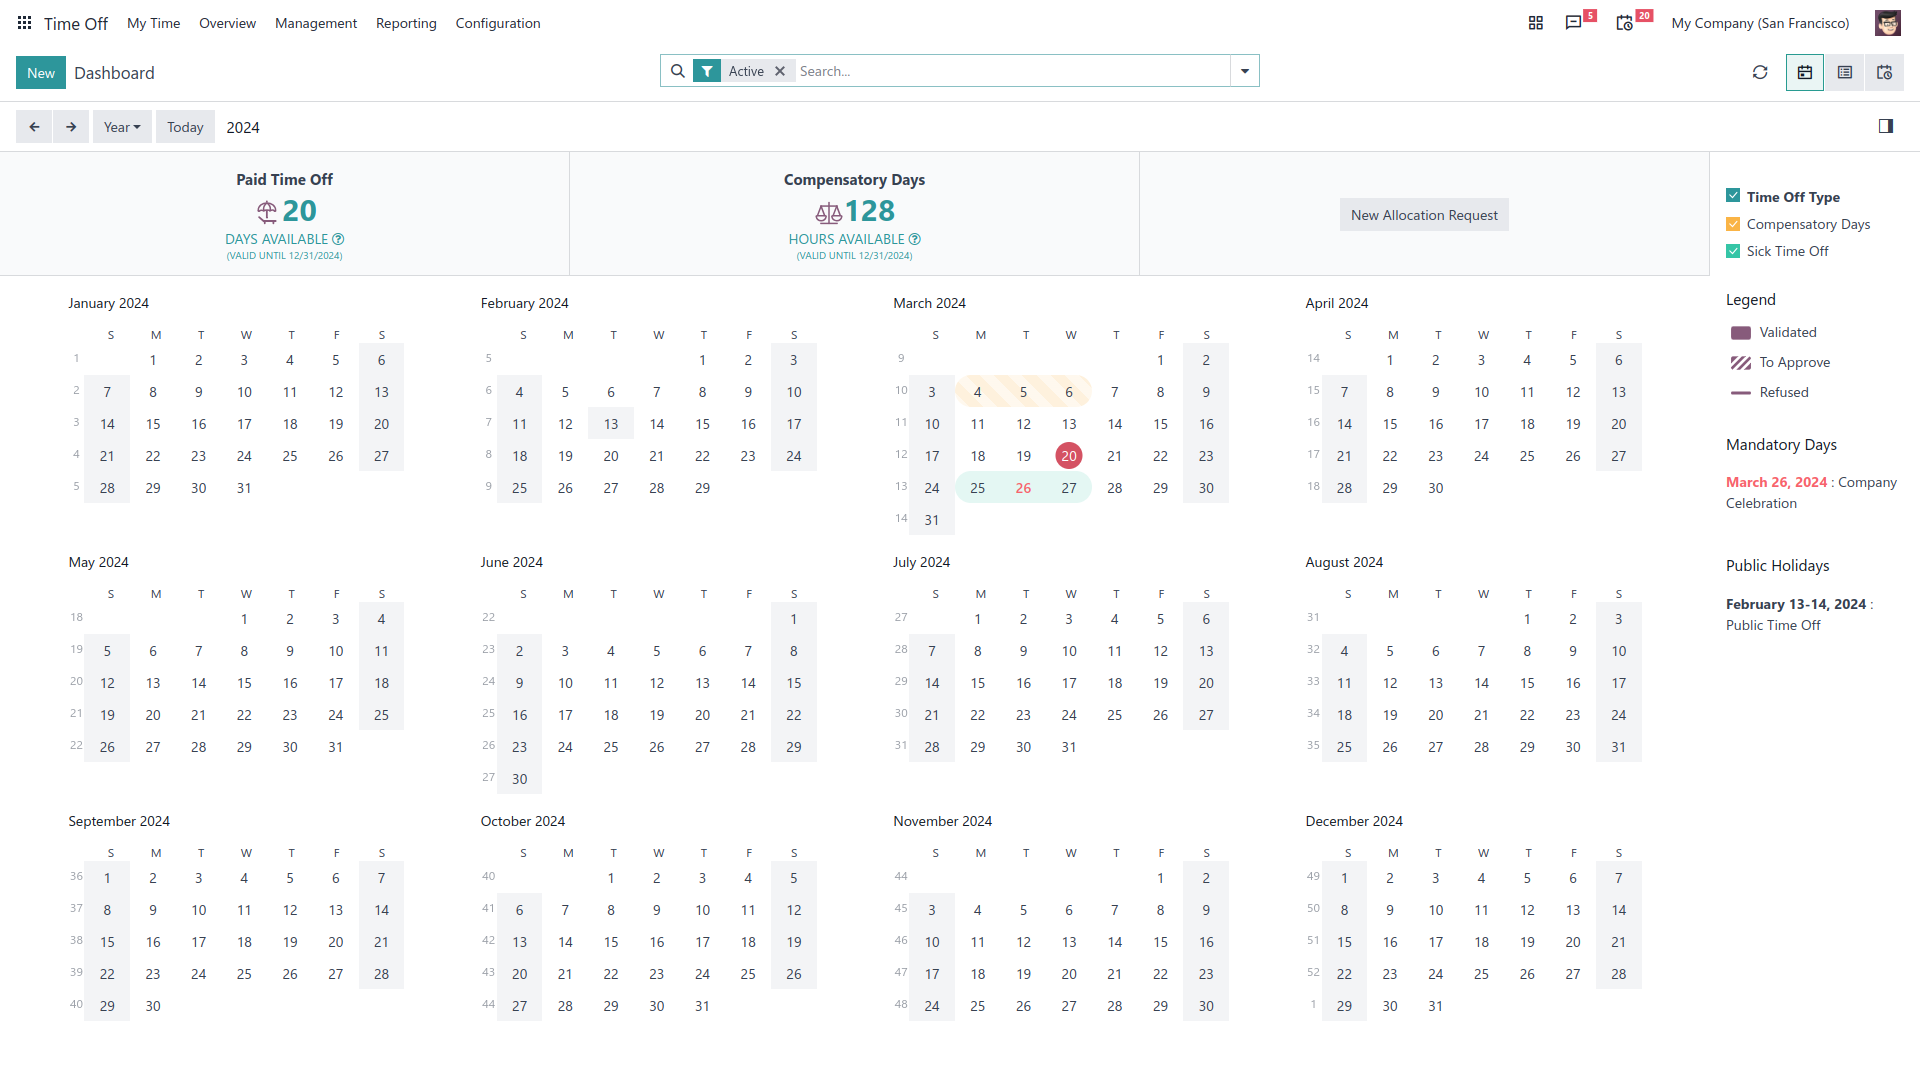 Time Off My Time Overview Management Reporting Configuration 5 20 My Company (San Francisco)
New Dashboard Active Search...
Year Today 2024
Paid Time Off
20
DAYS AVAILABLE
(VALID UNTIL 12/31/2024)
Compensatory Days
128
HOURS AVAILABLE
(VALID UNTIL 12/31/2024)
New Allocation Request
January 2024
S M T W T F S
1 1 2 3 4 5 6
2 7 8 9 10 11 12 13
3 14 15 16 17 18 19 20
4 21 22 23 24 25 26 27
5 28 29 30 31
February 2024
S M T W T F S
5 1 2 3
6 4 5 6 7 8 9 10
7 11 12 13 14 15 16 17
8 18 19 20 21 22 23 24
9 25 26 27 28 29
March 2024
S M T W T F S
9 1 2
10 3 4 5 6 7 8 9
11 10 11 12 13 14 15 16
12 17 18 19 20 21 22 23
13 24 25 26 27 28 29 30
14 31
April 2024
S M T W T F S
14 1 2 3 4 5 6
15 7 8 9 10 11 12 13
16 14 15 16 17 18 19 20
17 21 22 23 24 25 26 27
18 28 29 30
May 2024
S M T W T F S
18 1 2 3 4
19 5 6 7 8 9 10 11
20 12 13 14 15 16 17 18
21 19 20 21 22 23 24 25
22 26 27 28 29 30 31
June 2024
S M T W T F S
22 1
23 2 3 4 5 6 7 8
24 9 10 11 12 13 14 15
25 16 17 18 19 20 21 22
26 23 24 25 26 27 28 29
27 30
July 2024
S M T W T F S
27 1 2 3 4 5 6
28 7 8 9 10 11 12 13
29 14 15 16 17 18 19 20
30 21 22 23 24 25 26 27
31 28 29 30 31
August 2024
S M T W T F S
31 1 2 3
32 4 5 6 7 8 9 10
33 11 12 13 14 15 16 17
34 18 19 20 21 22 23 24
35 25 26 27 28 29 30 31
September 2024
S M T W T F S
36 1 2 3 4 5 6 7
37 8 9 10 11 12 13 14
38 15 16 17 18 19 20 21
39 22 23 24 25 26 27 28
40 29 30
October 2024
S M T W T F S
40 1 2 3 4 5
41 6 7 8 9 10 11 12
42 13 14 15 16 17 18 19
43 20 21 22 23 24 25 26
44 27 28 29 30 31
November 2024
S M T W T F S
44 1 2
45 3 4 5 6 7 8 9
46 10 11 12 13 14 15 16
47 17 18 19 20 21 22 23
48 24 25 26 27 28 29 30
December 2024
S M T W T F S
49 1 2 3 4 5 6 7
50 8 9 10 11 12 13 14
51 15 16 17 18 19 20 21
52 22 23 24 25 26 27 28
1 29 30 31
Time Off Type
Compensatory Days
Sick Time Off
Legend
Validated
To Approve
Refused
Mandatory Days
March 26, 2024 : Company
Celebration
Public Holidays
February 13-14, 2024 :
Public Time Off